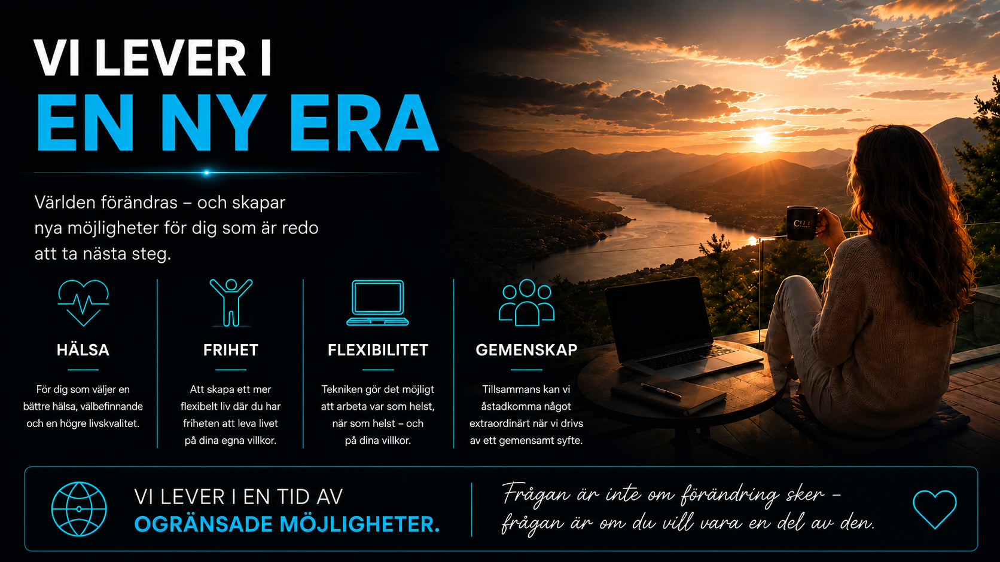 VI LEVER I
EN NY ERA
Världen förändras – och skapar
nya möjligheter för dig som är redo
att ta nästa steg.
HÄLSA
För dig som väljer en
bättre hälsa, välbefinnande
och en högre livskvalitet.
FRIHET
Att skapa ett mer
flexibelt liv där du har
friheten att leva livet
på dina egna villkor.
FLEXIBILITET
Tekniken gör det möjligt
att arbeta var som helst,
när som helst – och
på dina villkor.
GEMENSKAP
Tillsammans kan vi
åstadkomma något
extraordinärt när vi drivs
av ett gemensamt syfte.
VI LEVER I EN TID AV
OGRÄNSADE MÖJLIGHETER.
Frågan är inte om förändring sker –
frågan är om du vill vara en del av den.